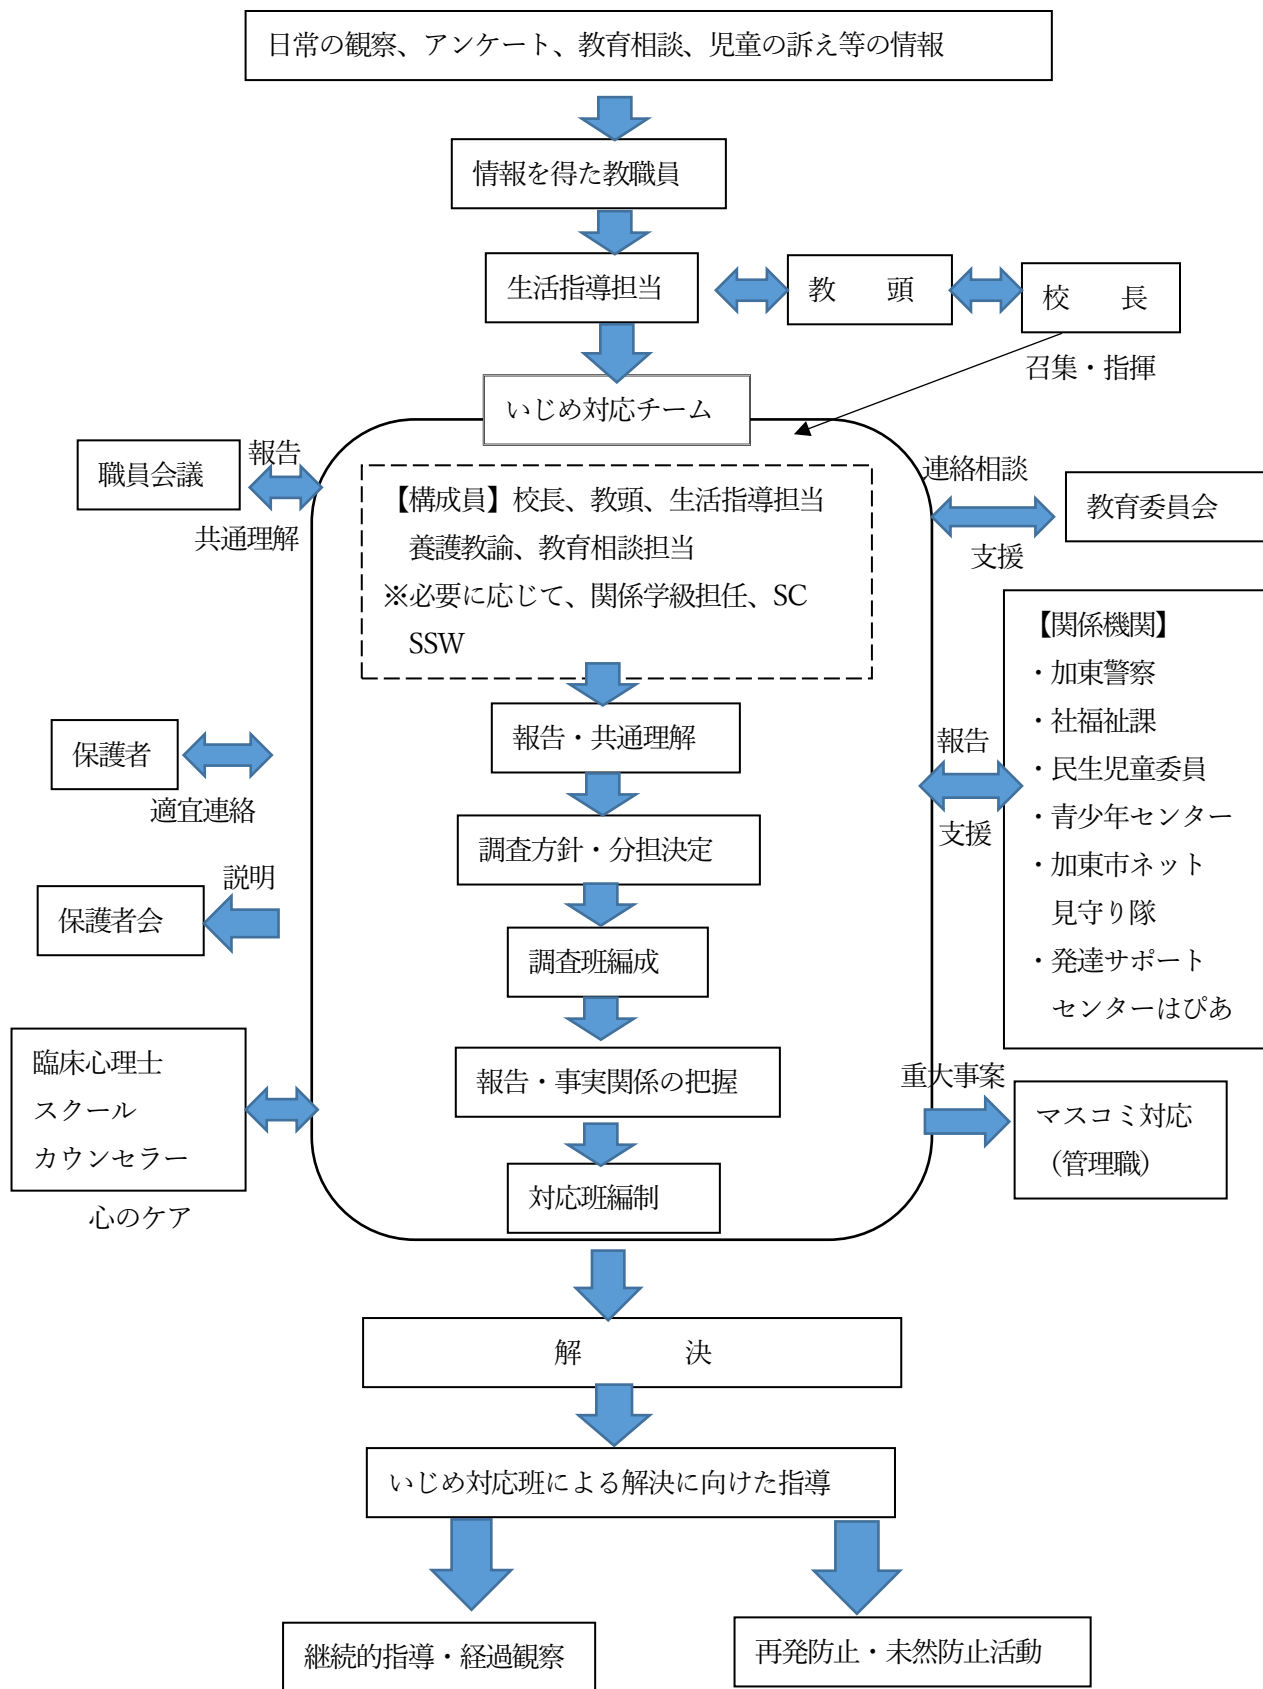 日常の観察、アンケート、教育相談、児童の訴え等の情報
情報を得た教職員
生活指導担当
教　　頭
校　　長
召集・指揮
いじめ対応チーム
職員会議
報告
共通理解
【構成員】校長、教頭、生活指導担当
養護教諭、教育相談担当
※必要に応じて、関係学級担任、SC
SSW
連絡相談
教育委員会
支援
【関係機関】
・加東警察
・社福祉課
・民生児童委員
・青少年センター
・加東市ネット
見守り隊
・発達サポート
センターはぴあ
報告・共通理解
保護者
適宜連絡
報告
支援
調査方針・分担決定
説明
保護者会
調査班編成
臨床心理士
スクール
カウンセラー
心のケア
報告・事実関係の把握
重大事案
マスコミ対応
（管理職）
対応班編制
解　　　　決
いじめ対応班による解決に向けた指導
継続的指導・経過観察
再発防止・未然防止活動